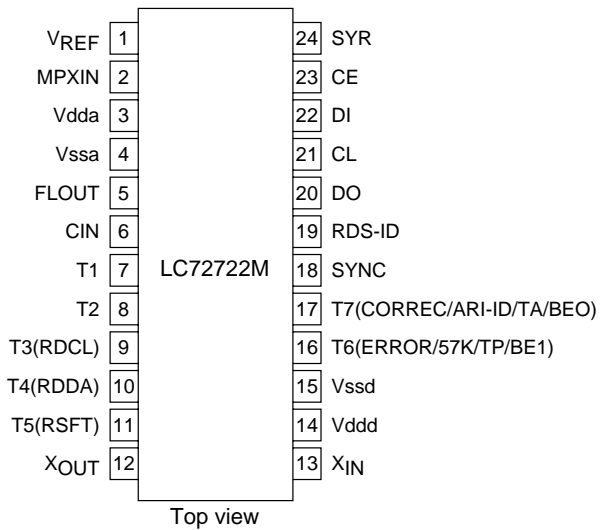 VREF 1 24 SYR
MPXIN 2 23 CE
Vdda 3 22 DI
Vssa 4 21 CL
FLOUT 5 20 DO
CIN 6 19 RDS-ID
T1 7 LC72722M 18 SYNC
T2 8 17 T7(CORREC/ARI-ID/TA/BEO)
T3(RDCL) 9 16 T6(ERROR/57K/TP/BE1)
T4(RDDA) 10 15 Vssd
T5(RSFT) 11 14 Vddd
XOUT 12 13 XIN
Top view